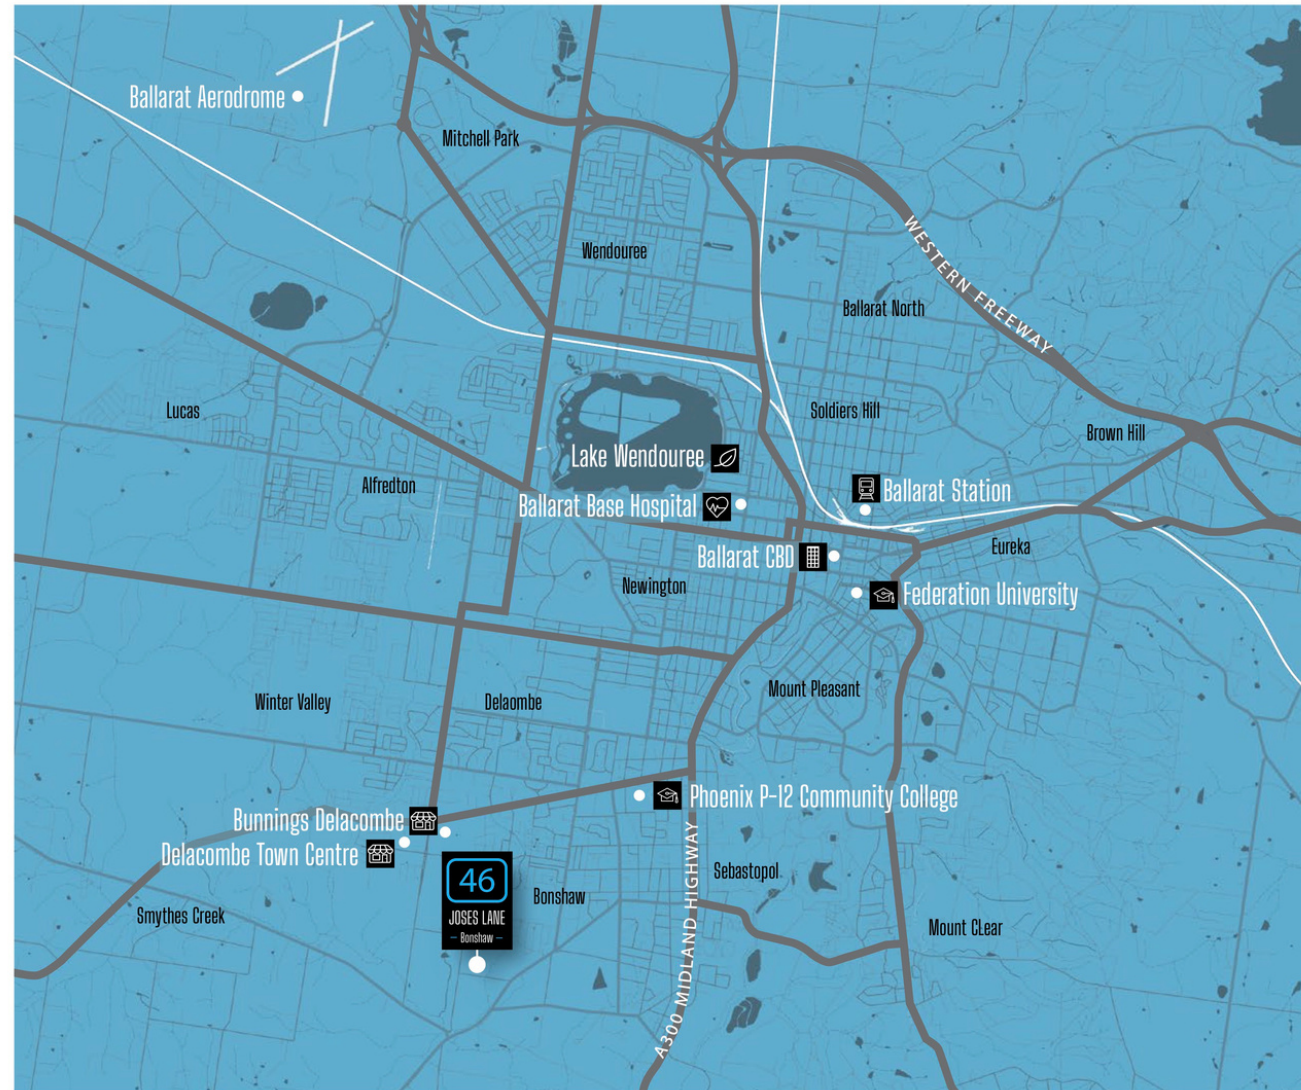 Ballarat Aerodrome
Mitchell Park
Wendouree
WESTERN FREEWAY
Ballarat North
Lucas
Soldiers Hill
Brown Hill
Lake Wendouree
Alfredton
Ballarat Station
Ballarat Base Hospital
Eureka
Ballarat CBD
Newington
Federation University
Mount Pleasant
Winter Valley
Delaombe
Phoenix P-12 Community College
Bunnings Delacombe
Delacombe Town Centre
46
JOSES LANE
- Bonshaw -
Bonshaw
Sebastopol
Smythes Creek
A300 MIDLAND HIGHWAY
Mount CLear